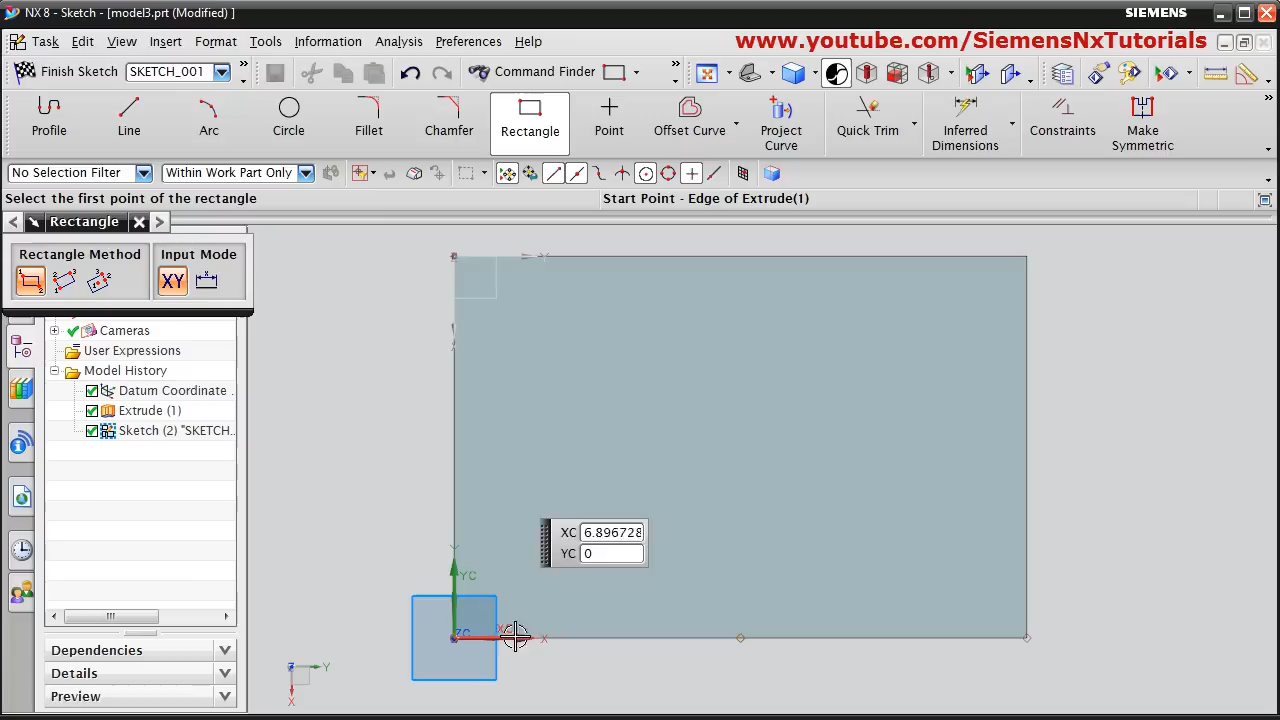 NX 8 - Sketch - [model3.prt (Modified) ]
SIEMENS
Task Edit View Insert Format Tools Information Analysis Preferences Help
www.youtube.com/SiemensNxTutorials
Finish Sketch SKETCH_001 Command Finder
Profile Line Arc Circle Fillet Chamfer Rectangle Point Offset Curve Project Curve Quick Trim Inferred Dimensions Constraints Make Symmetric
No Selection Filter Within Work Part Only
Select the first point of the rectangle
Start Point - Edge of Extrude(1)
Rectangle
Rectangle Method Input Mode
XY
Cameras
User Expressions
Model History
Datum Coordinate
Extrude (1)
Sketch (2) "SKETCH...
XC 6.896728
YC 0
Y
YC
ZC
X
Dependencies
Details
Preview
Z Y
X